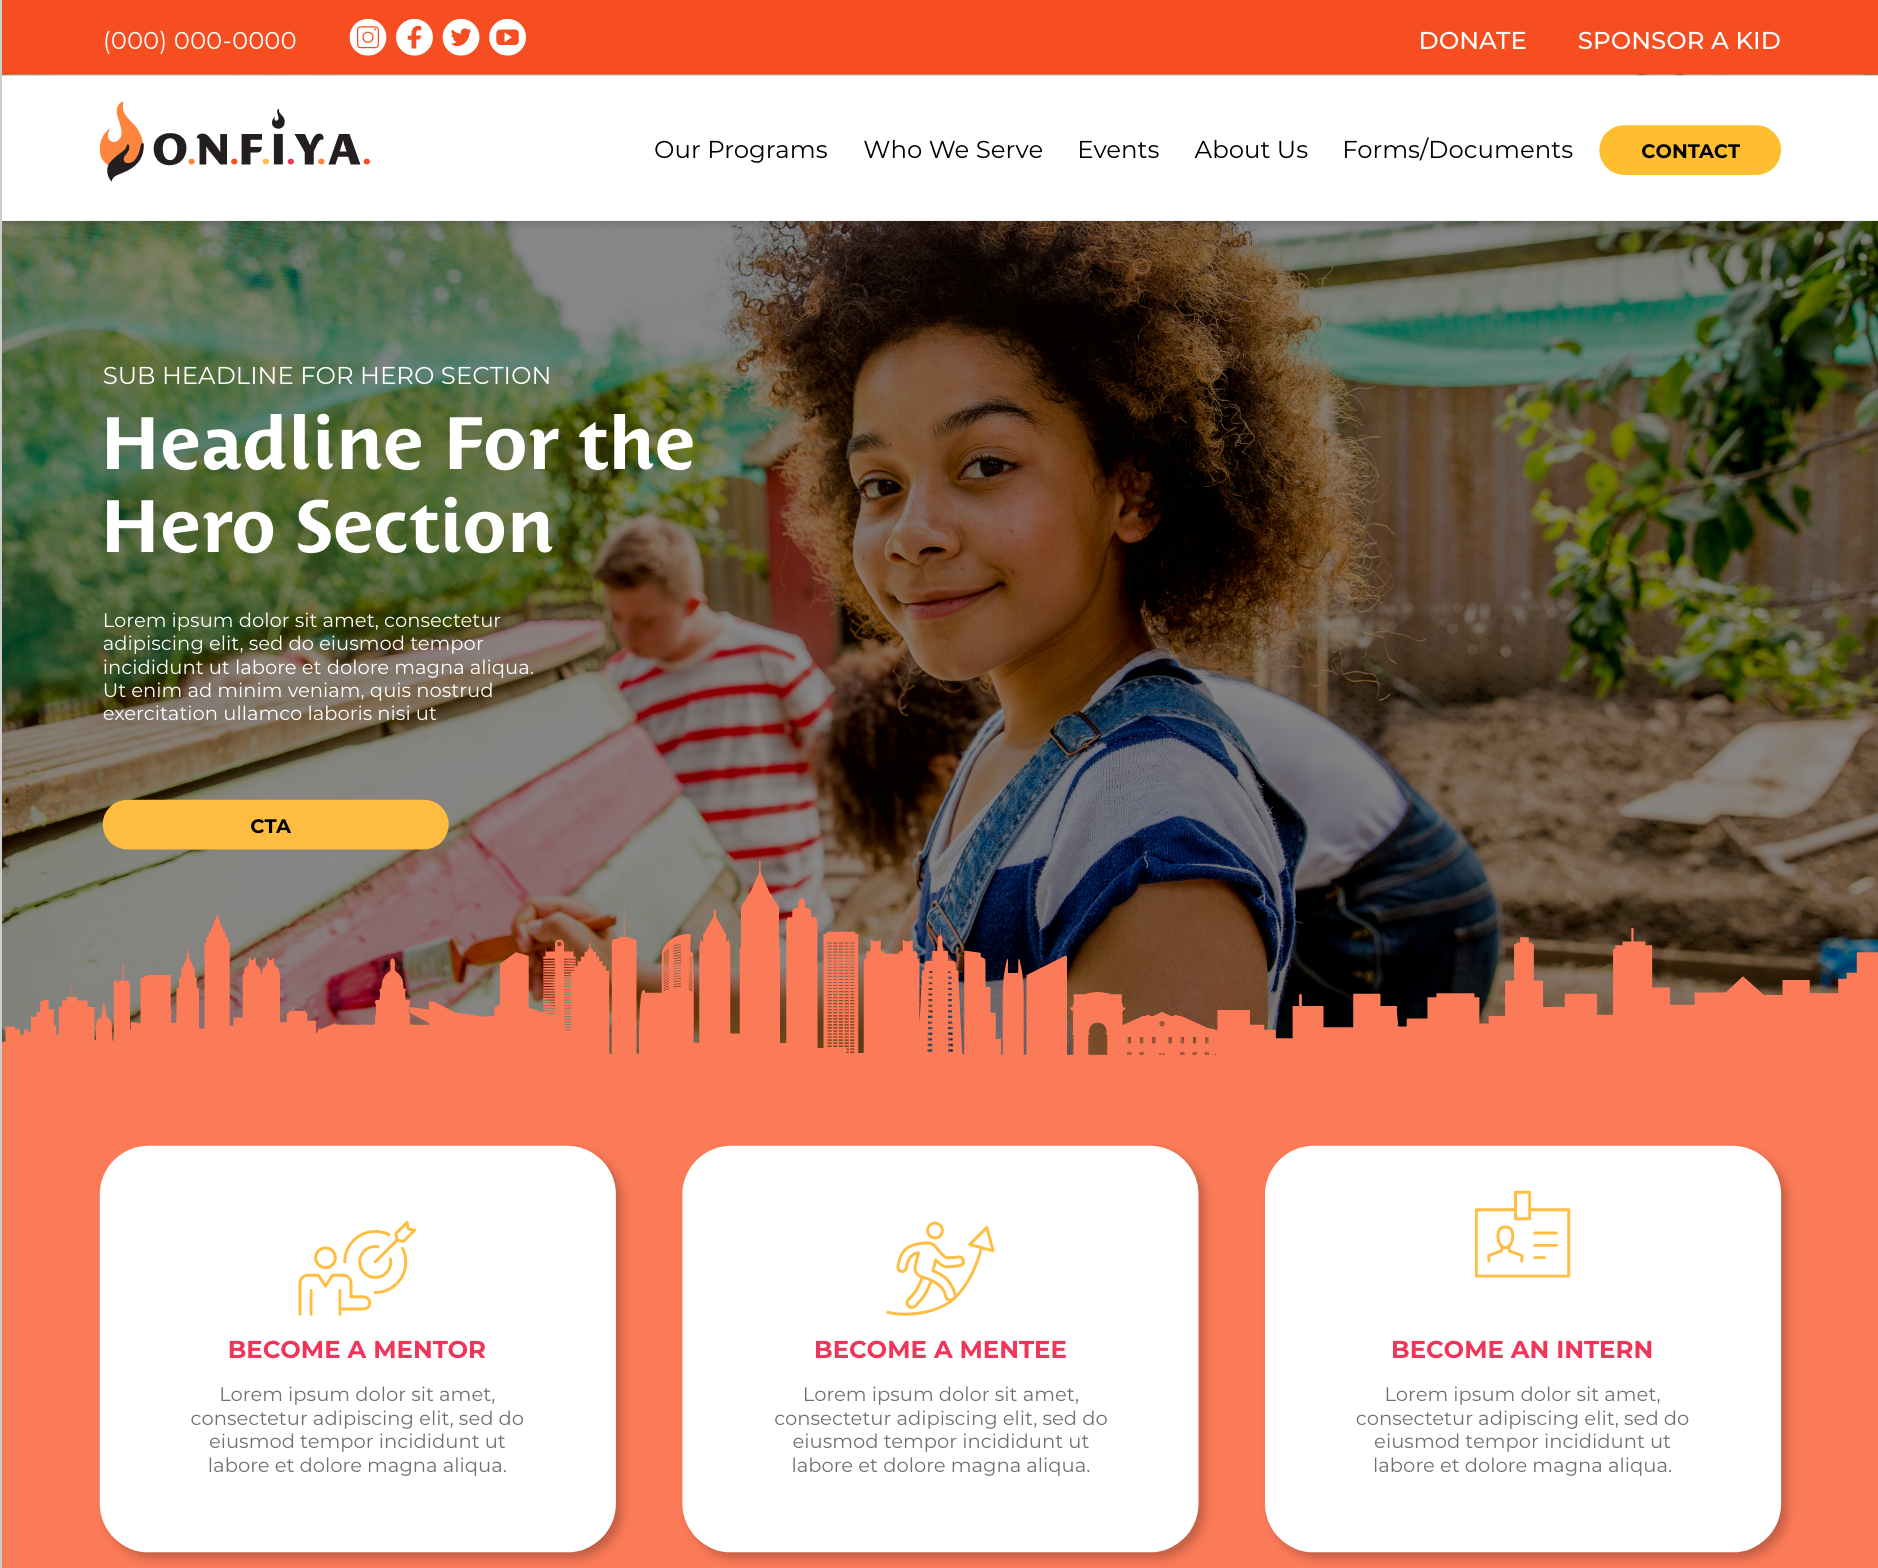 (000) 000-0000
DONATE
SPONSOR A KID
O.N.F.I.Y.A.
Our Programs
Who We Serve
Events
About Us
Forms/Documents
CONTACT
SUB HEADLINE FOR HERO SECTION
Headline For the
Hero Section
Lorem ipsum dolor sit amet, consectetur
adipiscing elit, sed do eiusmod tempor
incididunt ut labore et dolore magna aliqua.
Ut enim ad minim veniam, quis nostrud
exercitation ullamco laboris nisi ut
CTA
BECOME A MENTOR
Lorem ipsum dolor sit amet,
consectetur adipiscing elit, sed do
eiusmod tempor incididunt ut
labore et dolore magna aliqua.
BECOME A MENTEE
Lorem ipsum dolor sit amet,
consectetur adipiscing elit, sed do
eiusmod tempor incididunt ut
labore et dolore magna aliqua.
BECOME AN INTERN
Lorem ipsum dolor sit amet,
consectetur adipiscing elit, sed do
eiusmod tempor incididunt ut
labore et dolore magna aliqua.